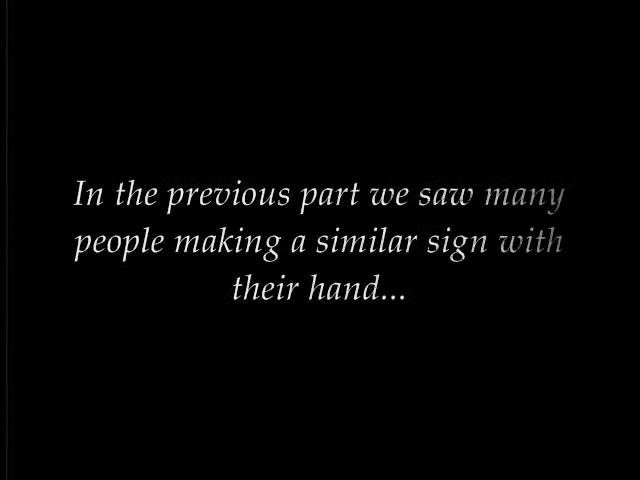 In the previous part we saw many
people making a similar sign with
their hand...